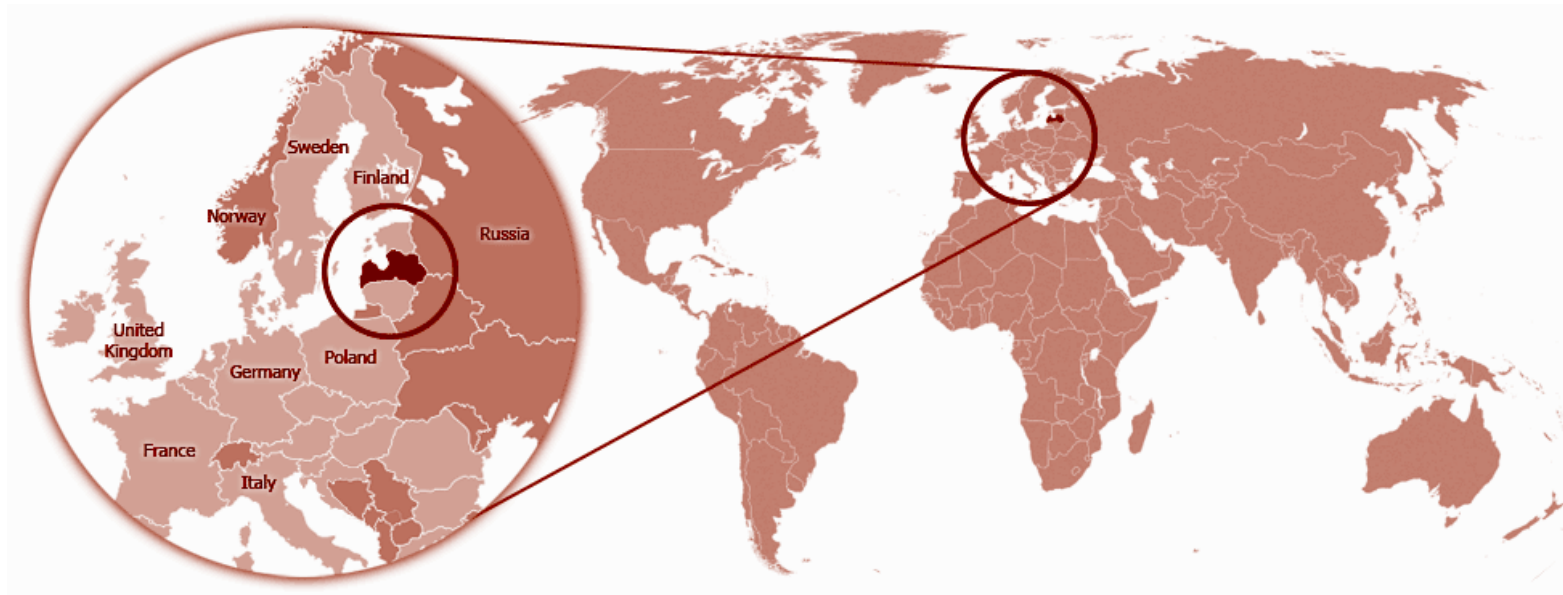 Sweden
Finland
Norway
Russia
United
Kingdom
Poland
Germany
France
Italy